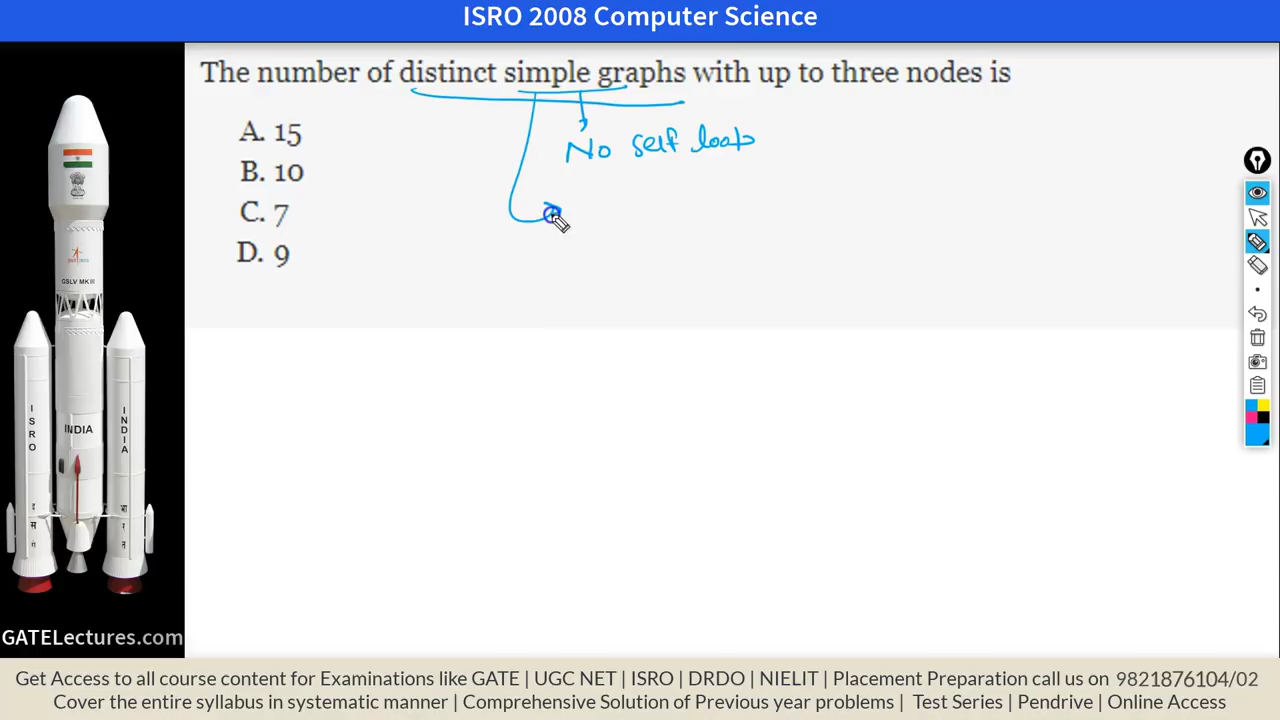 ISRO 2008 Computer Science
The number of distinct simple graphs with up to three nodes is
No self loop
A. 15
B. 10
C. 7
D. 9
GSLV MKIII
ISRO
INDIA
INDIA
GATELectures.com
Get Access to all course content for Examinations like GATE | UGC NET | ISRO | DRDO | NIELIT | Placement Preparation call us on 9821876104/02
Cover the entire syllabus in systematic manner | Comprehensive Solution of Previous year problems | Test Series | Pendrive | Online Access